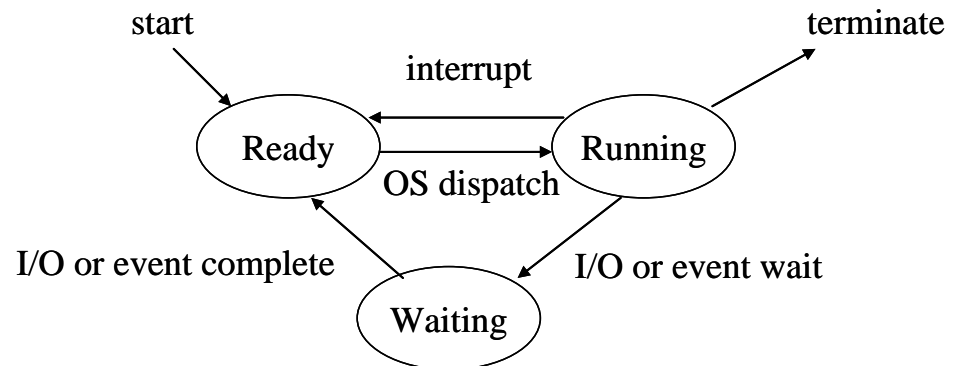 start
terminate
interrupt
Ready
Running
OS dispatch
I/O or event complete
I/O or event wait
Waiting